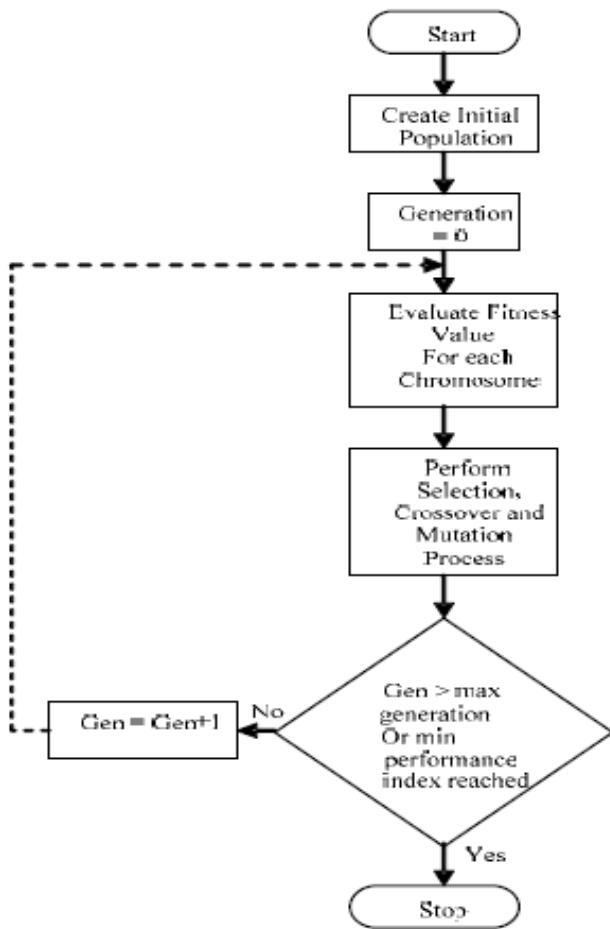 Start
Create Initial
Population
Generation
= 0
Evaluate Fitness
Value
For each
Chromosome
Perform
Selection,
Crossover and
Mutation
Process
Gen > max
generation
Or min
performance
index reached
No
Gen = Gen+1
Yes
Stop